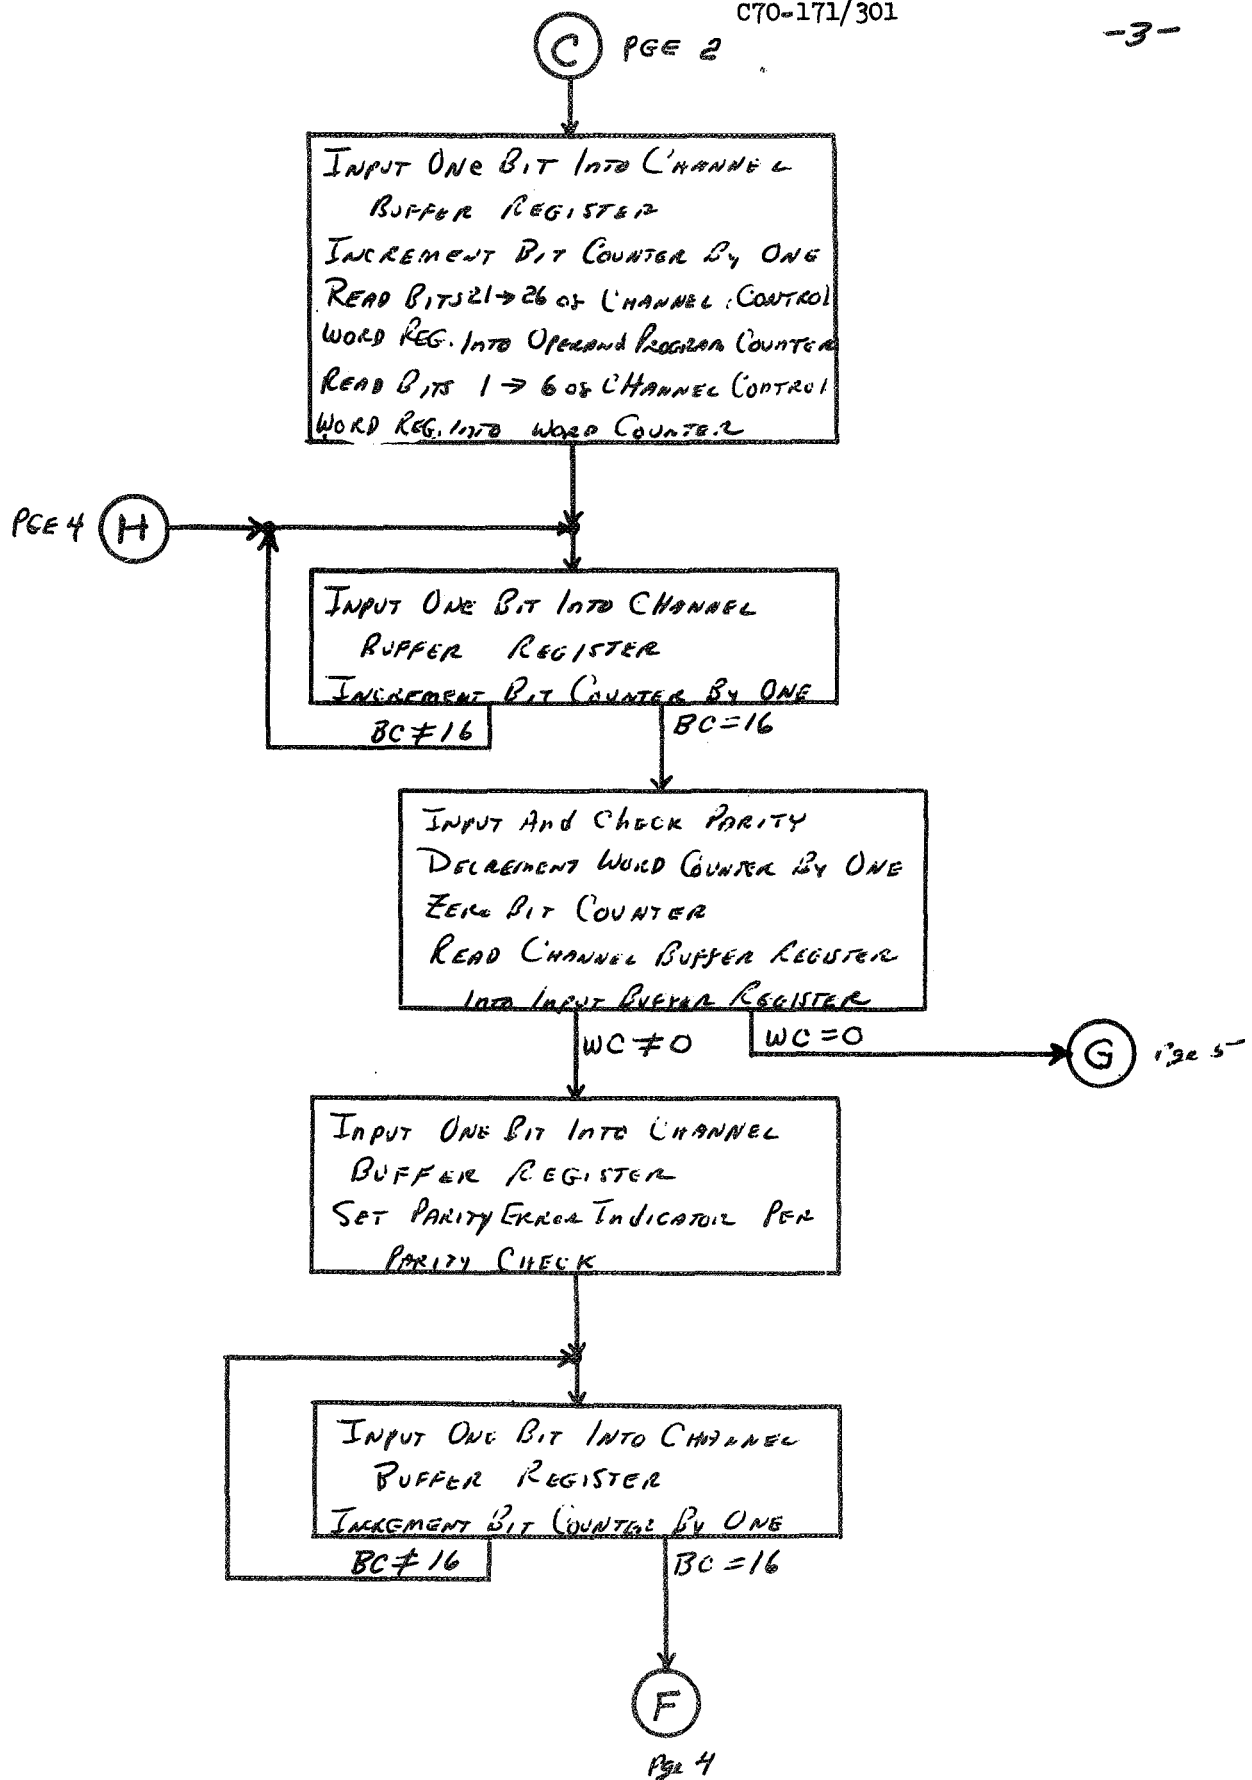 C70-171/301
-3-
C PGE 2
INPUT ONE BIT INTO CHANNEL
BUFFER REGISTER
INCREMENT BIT COUNTER BY ONE
READ BITS 21→26 of CHANNEL CONTROL
WORD REG. INTO OPERAND PROGRAM COUNTER
READ BITS 1→6 of CHANNEL CONTROL
WORD REG. INTO WORD COUNTER
PGE 4 H
INPUT ONE BIT INTO CHANNEL
BUFFER REGISTER
INCREMENT BIT COUNTER BY ONE
BC≠16
BC=16
INPUT And CHECK PARITY
DECREMENT WORD COUNTER BY ONE
ZERO BIT COUNTER
READ CHANNEL BUFFER REGISTER
INTO INPUT BUFFER REGISTER
WC≠0
WC=0
G Pge 5
INPUT ONE BIT INTO CHANNEL
BUFFER REGISTER
SET PARITY ERROR INDICATOR PER
PARITY CHECK
INPUT ONE BIT INTO CHANNEL
BUFFER REGISTER
INCREMENT BIT COUNTER BY ONE
BC≠16
BC=16
F
Pge 4